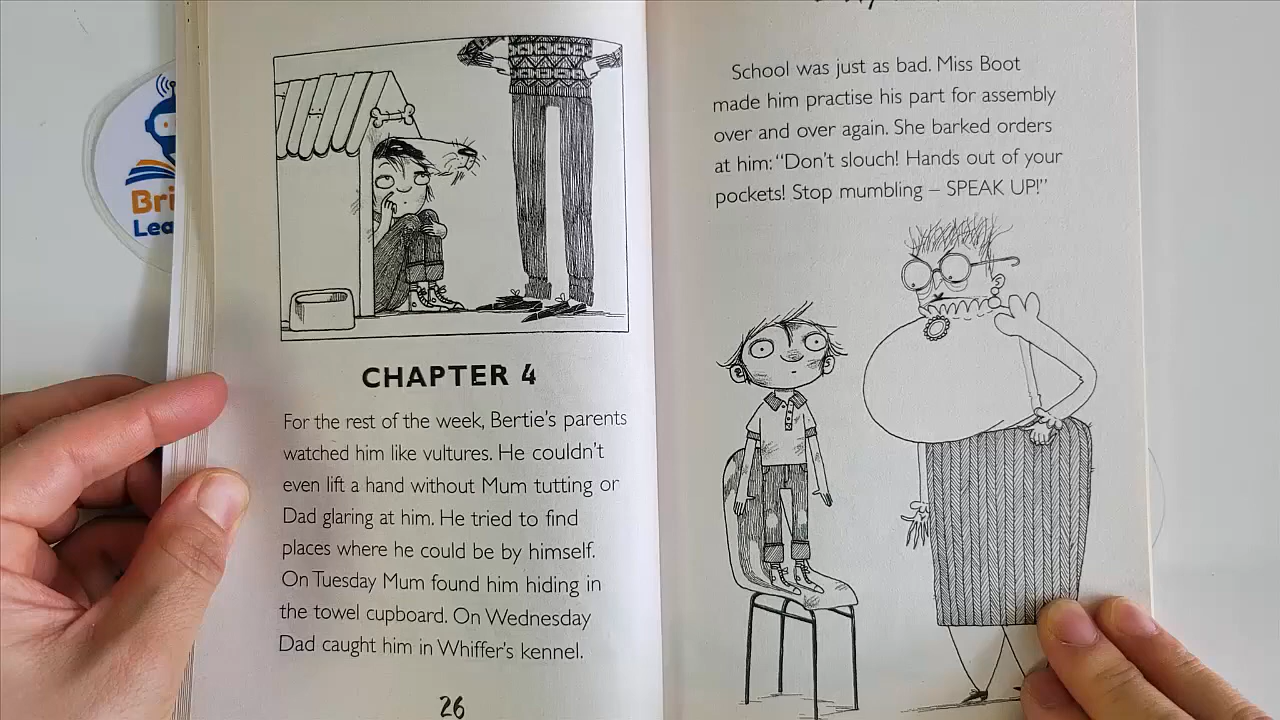 CHAPTER 4
For the rest of the week, Bertie's parents
watched him like vultures. He couldn't
even lift a hand without Mum tutting or
Dad glaring at him. He tried to find
places where he could be by himself.
On Tuesday Mum found him hiding in
the towel cupboard. On Wednesday
Dad caught him in Whiffer's kennel.
26
School was just as bad. Miss Boot
made him practise his part for assembly
over and over again. She barked orders
at him: “Don't slouch! Hands out of your
pockets! Stop mumbling – SPEAK UP!”
Bri
Lea